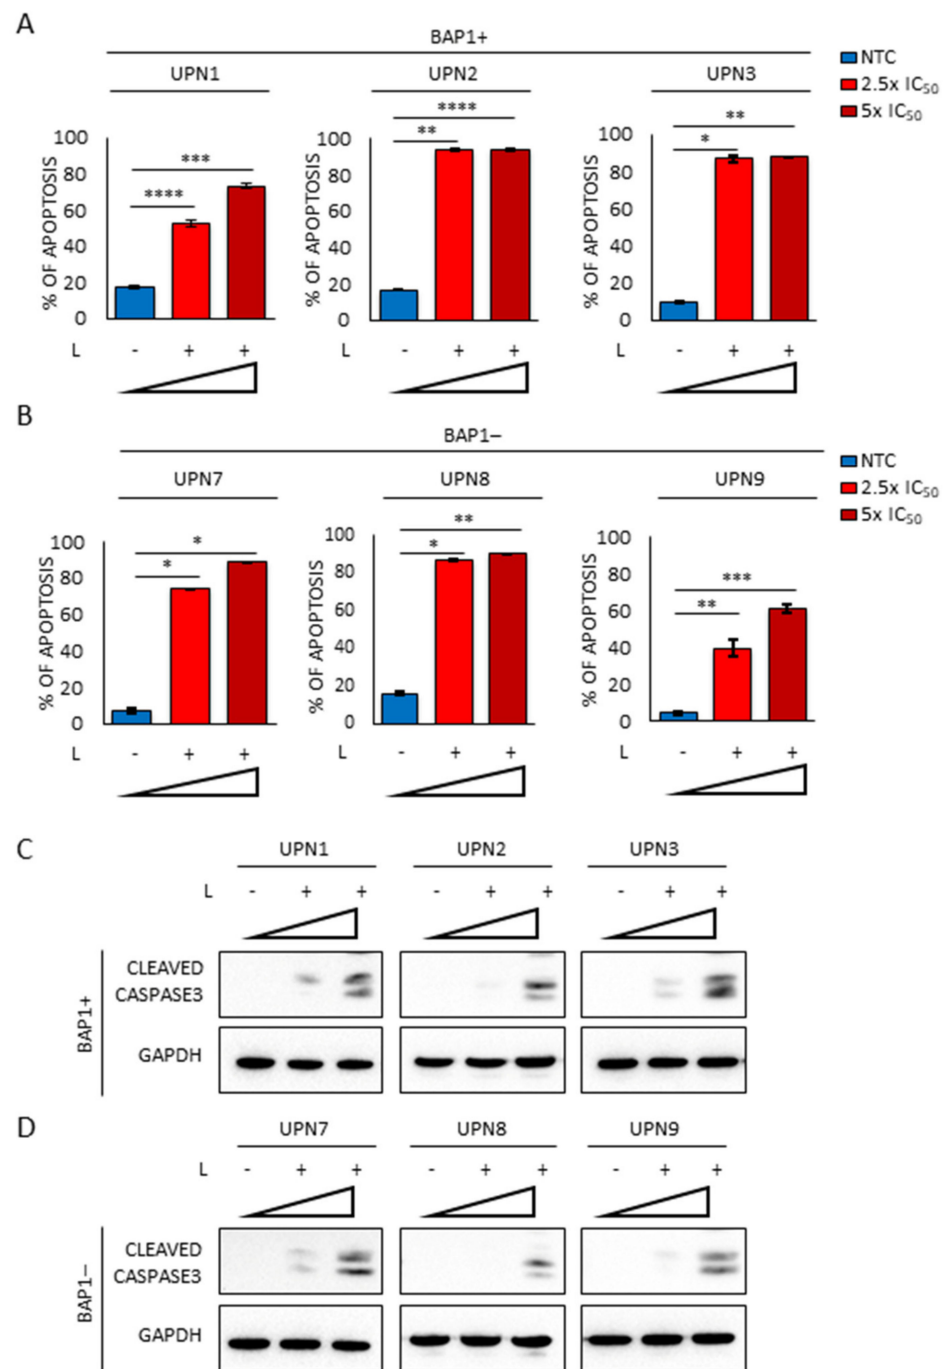 A
BAP1+
UPN1 UPN2 UPN3
NTC
2.5x IC50
5x IC50
% OF APOPTOSIS
100
80
60
40
20
0
****
***
% OF APOPTOSIS
100
80
60
40
20
0
**
****
% OF APOPTOSIS
100
80
60
40
20
0
*
**
L - + +
- + +
L - + +
B
BAP1–
UPN7 UPN8 UPN9
NTC
2.5x IC50
5x IC50
% OF APOPTOSIS
100
80
60
40
20
0
*
*
% OF APOPTOSIS
100
80
60
40
20
0
*
**
% OF APOPTOSIS
100
80
60
40
20
0
**
***
L - + +
- + +
L - + +
C
UPN1 UPN2 UPN3
L - + + - + + - + +
BAP1+
CLEAVED
CASPASE3
GAPDH
D
UPN7 UPN8 UPN9
L - + + - + + - + +
BAP1–
CLEAVED
CASPASE3
GAPDH